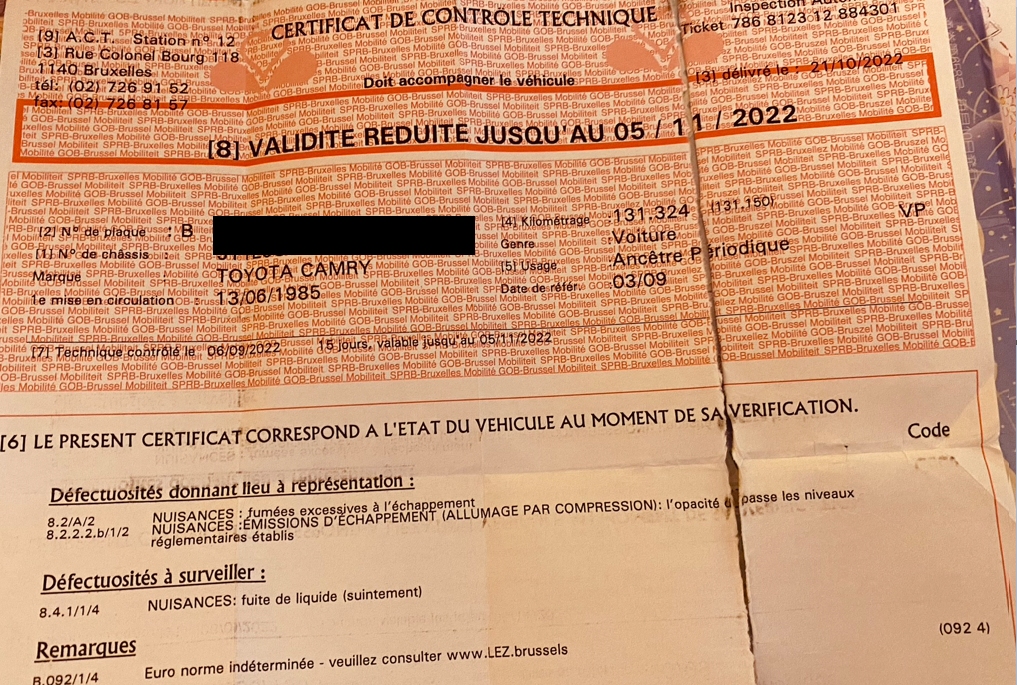 CERTIFICAT DE CONTRÔLE TECHNIQUE
Inspection
Ticket 786 8123 12 884301
[9] A.C.T. Station n° 12
[3] Rue Colonel Bourg 118
1140 Bruxelles
tél: (02) 726 91 52
fax: (02) 726 81 57
Doit accompagner le véhicule
[3] délivré le : 21/10/2022
[8] VALIDITE REDUITE JUSQU'AU 05 / 11 / 2022
[2] N° de plaque : B
[1] N° de châssis :
Marque TOYOTA CAMRY
1e mise en circulation : 13/06/1985
[4] Kilométrage :131.324 (131.150)
Genre :Voiture VP
[5] Usage :Ancêtre Périodique
Date de référ. :03/09
[7] Technique contrôlé le 06/09/2022 15 jours, valable jusqu'au 05/11/2022
[6] LE PRESENT CERTIFICAT CORRESPOND A L'ETAT DU VEHICULE AU MOMENT DE SA VERIFICATION.
Code
Défectuosités donnant lieu à représentation :
8.2/A/2 NUISANCES : fumées excessives à l'échappement
8.2.2.2.b/1/2 NUISANCES :EMISSIONS D'ÉCHAPPEMENT (ALLUMAGE PAR COMPRESSION): l'opacité passe les niveaux
réglementaires établis
Défectuosités à surveiller :
8.4.1/1/4 NUISANCES: fuite de liquide (suintement)
Remarques
(092 4)
R.092/1/4 Euro norme indéterminée - veuillez consulter www.LEZ.brussels